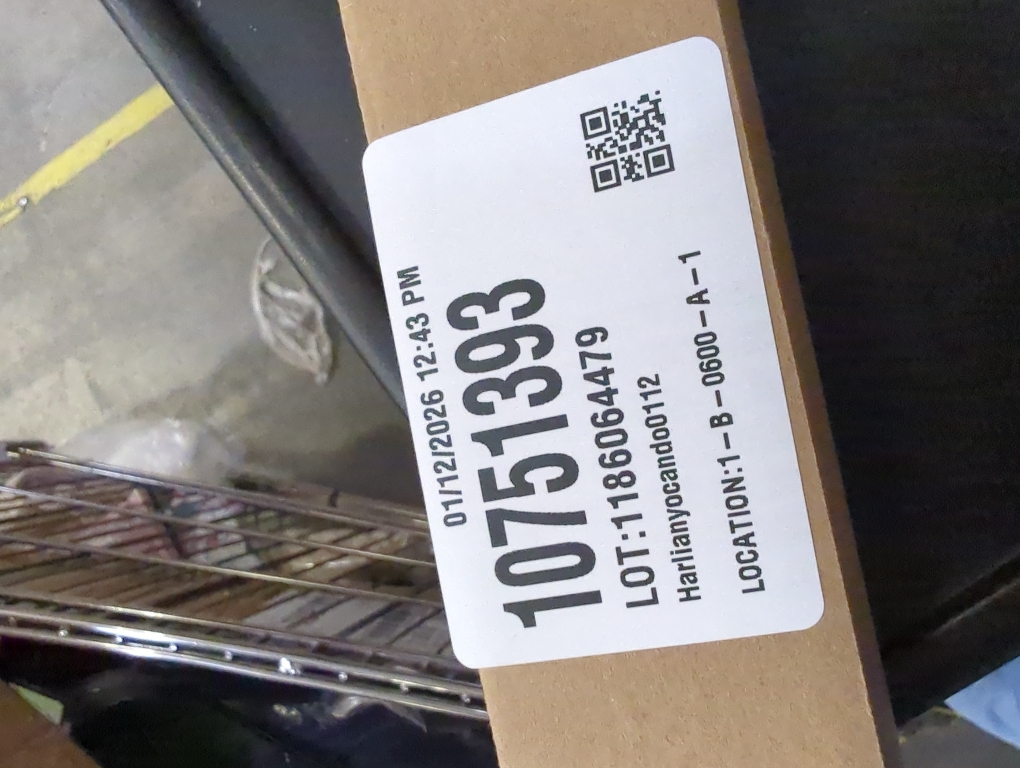 01/12/2026 12:43 PM
10751393
LOT:1186064479
Harlianyocando0112
LOCATION:1-B-0600-A-1